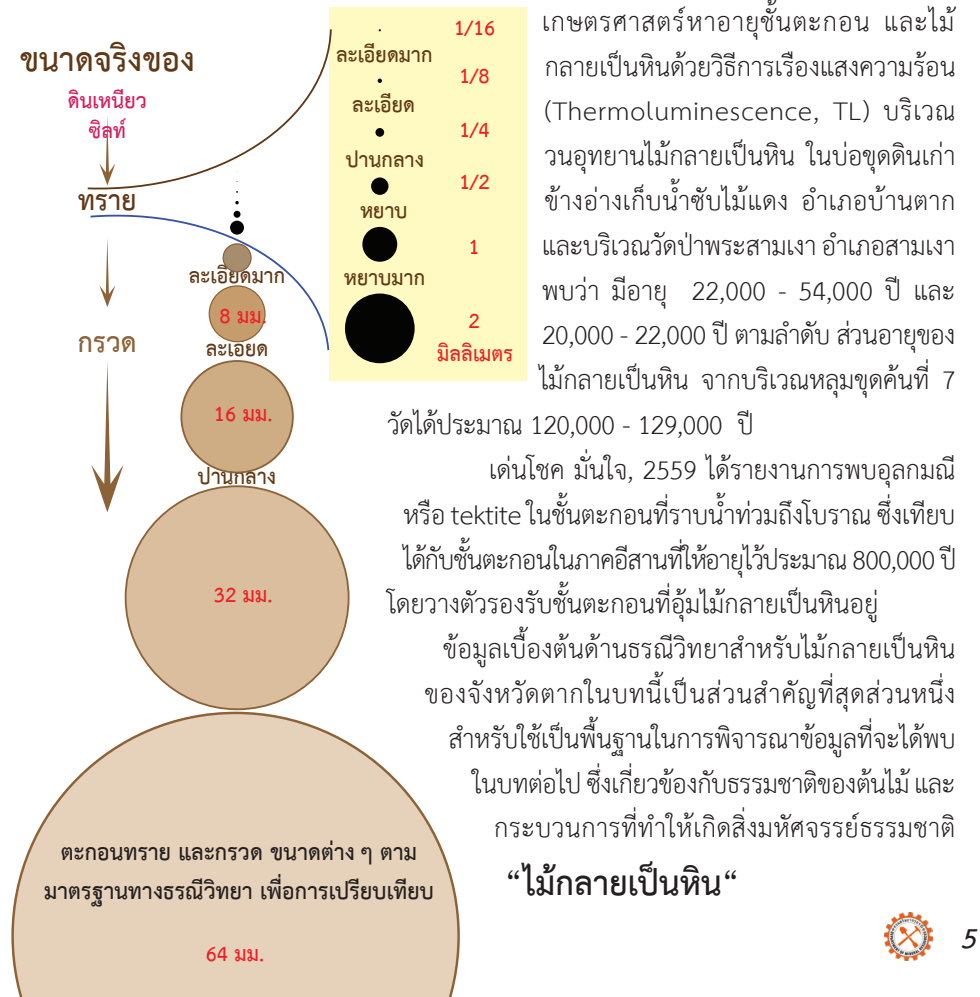 ขนาดจริงของ
ดินเหนียว
ซิลท์
ทราย
กรวด
ละเอียดมาก
8 มม.
ละเอียด
16 มม.
ปานกลาง
32 มม.
ตะกอนทราย และกรวด ขนาดต่าง ๆ ตาม
มาตรฐานทางธรณีวิทยา เพื่อการเปรียบเทียบ
64 มม.
1/16
ละเอียดมาก
1/8
ละเอียด
1/4
ปานกลาง
1/2
หยาบ
1
หยาบมาก
2
มิลลิเมตร
เกษตรศาสตร์หาอายุชั้นตะกอน และไม้
กลายเป็นหินด้วยวิธีการเรืองแสงความร้อน
(Thermoluminescence, TL) บริเวณ
วนอุทยานไม้กลายเป็นหิน ในบ่อขุดดินเก่า
ข้างอ่างเก็บน้ำซับไม้แดง อำเภอบ้านตาก
และบริเวณวัดป่าพระสามเงา อำเภอสามเงา
พบว่า มีอายุ 22,000 - 54,000 ปี และ
20,000 - 22,000 ปี ตามลำดับ ส่วนอายุของ
ไม้กลายเป็นหิน จากบริเวณหลุมขุดค้นที่ 7
วัดได้ประมาณ 120,000 - 129,000 ปี
เด่นโชค มั่นใจ, 2559 ได้รายงานการพบอุลกมณี
หรือ tektite ในชั้นตะกอนที่ราบน้ำท่วมถึงโบราณ ซึ่งเทียบ
ได้กับชั้นตะกอนในภาคอีสานที่ให้อายุไว้ประมาณ 800,000 ปี
โดยวางตัวรองรับชั้นตะกอนที่อุ้มไม้กลายเป็นหินอยู่
ข้อมูลเบื้องต้นด้านธรณีวิทยาสำหรับไม้กลายเป็นหิน
ของจังหวัดตากในบทนี้เป็นส่วนสำคัญที่สุดส่วนหนึ่ง
สำหรับใช้เป็นพื้นฐานในการพิจารณาข้อมูลที่จะได้พบ
ในบทต่อไป ซึ่งเกี่ยวข้องกับธรรมชาติของต้นไม้ และ
กระบวนการที่ทำให้เกิดสิ่งมหัศจรรย์ธรรมชาติ
“ไม้กลายเป็นหิน“
5